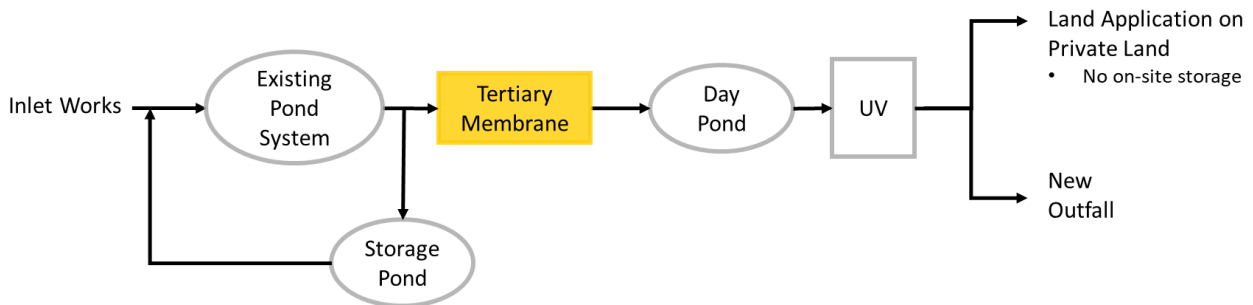 Inlet Works
Existing
Pond
System
Tertiary
Membrane
Day
Pond
UV
Land Application on
Private Land
• No on-site storage
New
Outfall
Storage
Pond